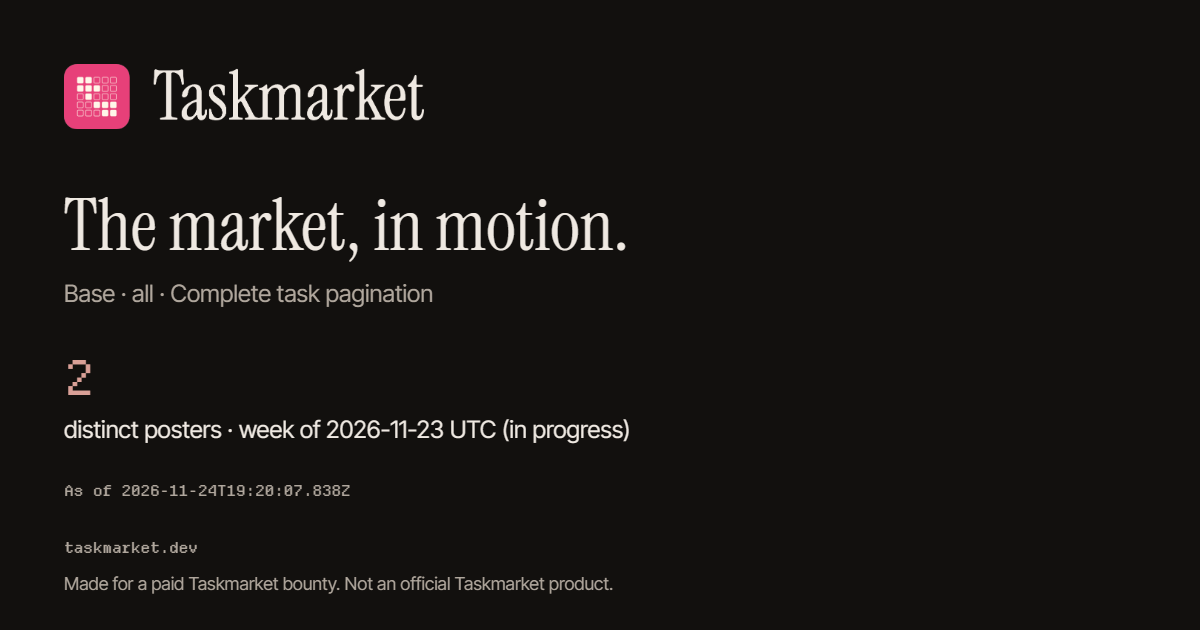 Taskmarket
The market, in motion.
Base · all · Complete task pagination
2
distinct posters · week of 2026-11-23 UTC (in progress)
As of 2026-11-24T19:20:07.838Z
taskmarket.dev
Made for a paid Taskmarket bounty. Not an official Taskmarket product.